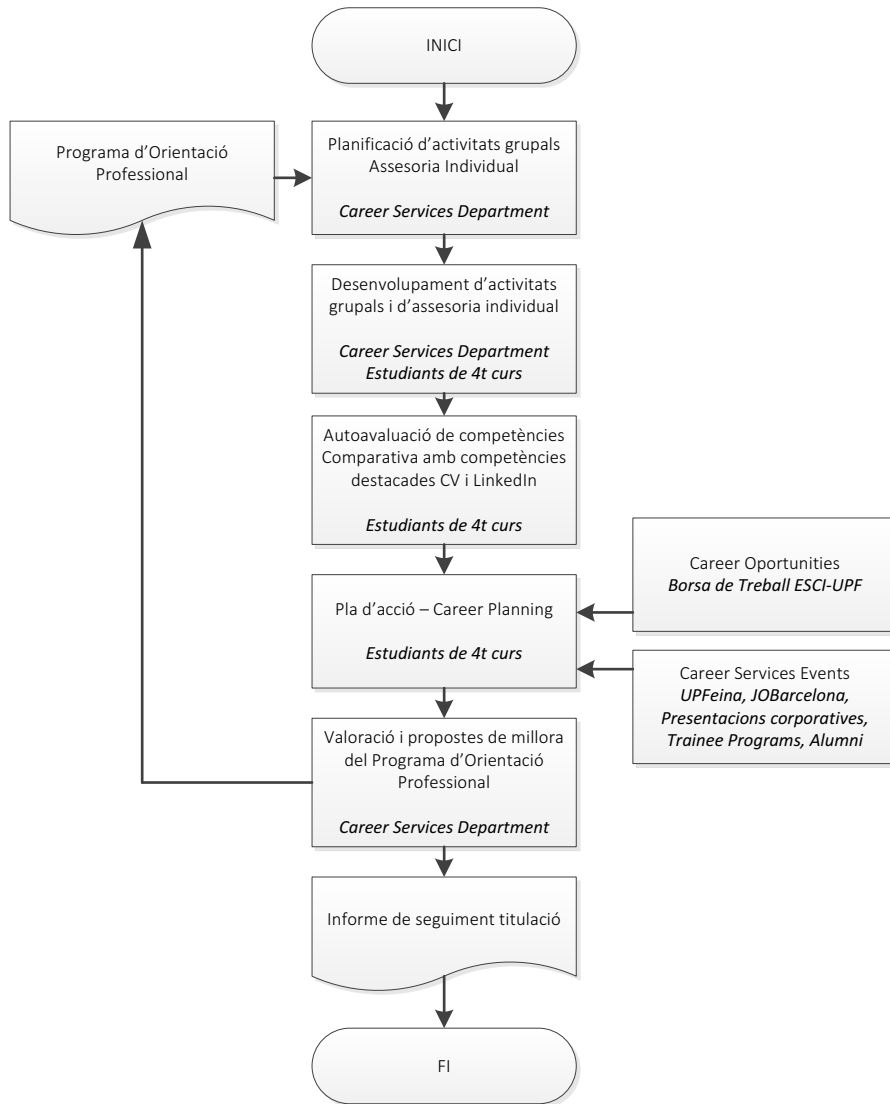 INICI
Programa d'Orientació
Professional
Planificació d'activitats grupals
Assesoria Individual
Career Services Department
Desenvolupament d'activitats
grupals i d'assesoria individual
Career Services Department
Estudiants de 4t curs
Autoavalució de competències
Comparativa amb competències
destacades CV i LinkedIn
Estudiants de 4t curs
Career Oportunities
Borsa de Treball ESCI-UPF
Pla d'acció – Career Planning
Estudiants de 4t curs
Career Services Events
UPFeina, JOBarcelona,
Presentacions corporatives,
Trainee Programs, Alumni
Valoració i propostes de millora
del Programa d'Orientació
Professional
Career Services Department
Informe de seguiment titulació
FI